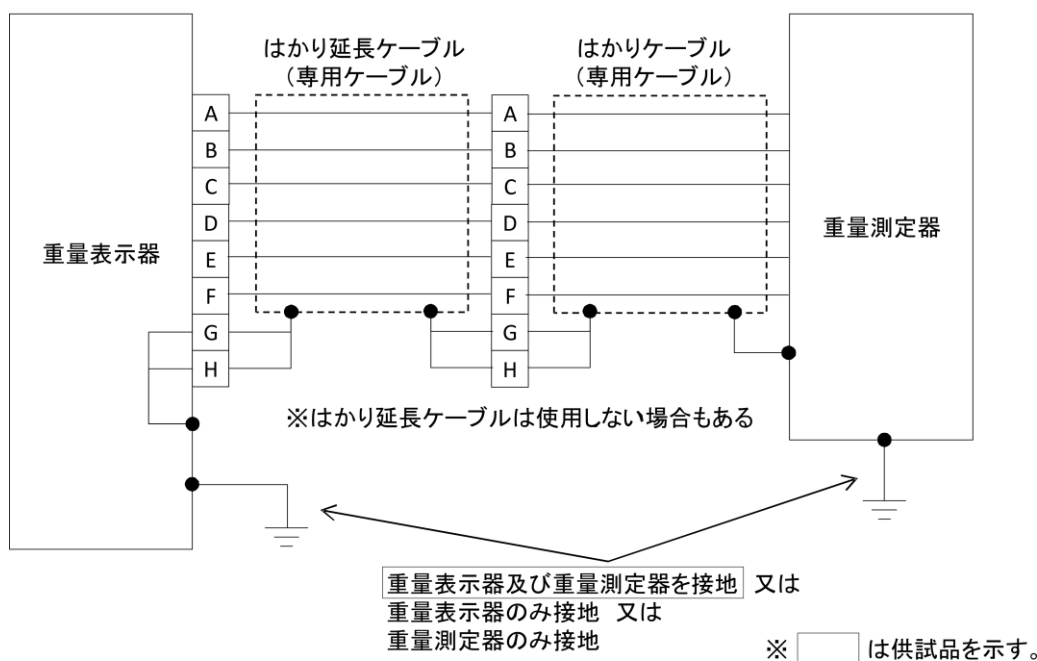 はかり延長ケーブル
（専用ケーブル）
はかりケーブル
（専用ケーブル）
重量表示器
A
B
C
D
E
F
G
H
A
B
C
D
E
F
G
H
重量測定器
※はかり延長ケーブルは使用しない場合もある
重量表示器及び重量測定器を接地 又は
重量表示器のみ接地 又は
重量測定器のみ接地
※ は供試品を示す。